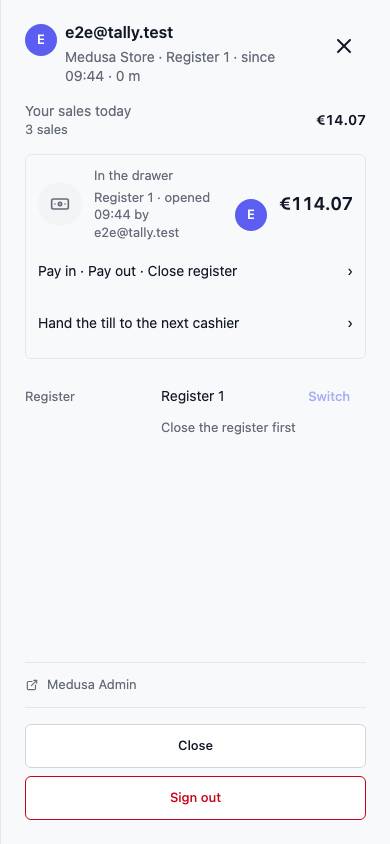 E
e2e@tally.test
Medusa Store · Register 1 · since
09:44 · 0 m
Your sales today
3 sales
€14.07
In the drawer
Register 1 · opened
09:44 by
e2e@tally.test
E
€114.07
Pay in · Pay out · Close register
›
Hand the till to the next cashier
›
Register
Register 1
Switch
Close the register first
Medusa Admin
Close
Sign out